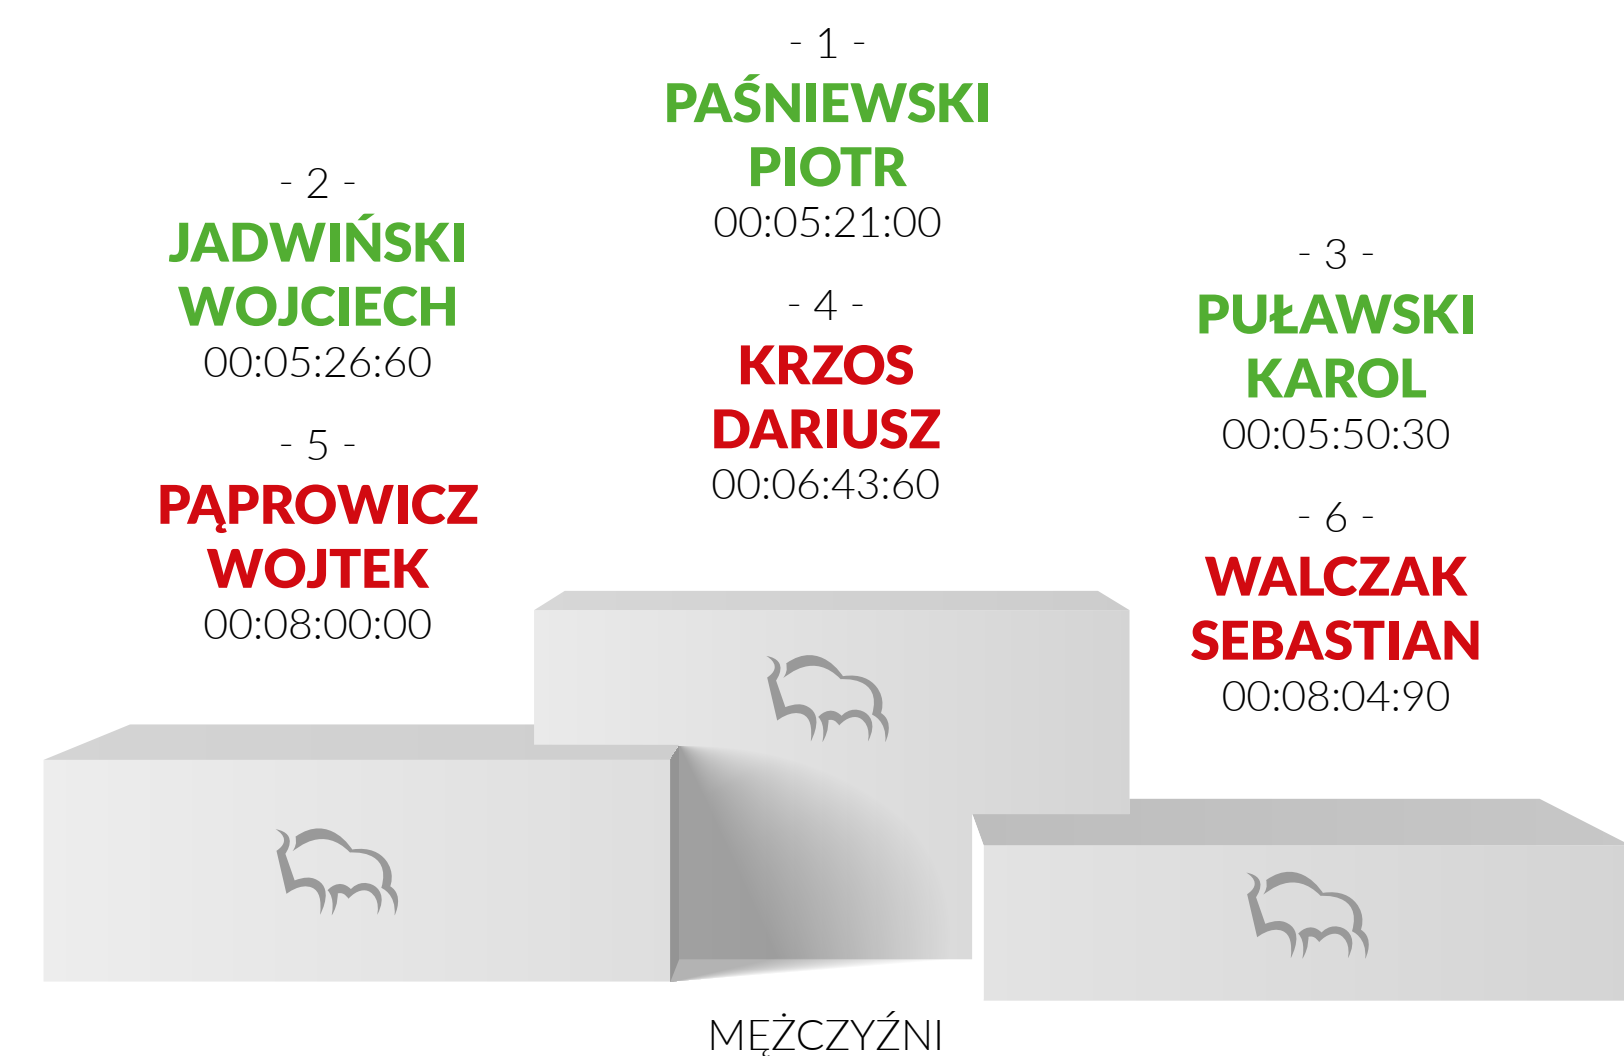 - 1 -
PAŚNIEWSKI
PIOTR
00:05:21:00
- 2 -
JADWIŃSKI
WOJCIECH
00:05:26:60
- 3 -
PUŁAWSKI
KAROL
00:05:50:30
- 4 -
KRZOS
DARIUSZ
00:06:43:60
- 5 -
PĄPROWICZ
WOJTEK
00:08:00:00
- 6 -
WALCZAK
SEBASTIAN
00:08:04:90
MĘŻCZYŹNI